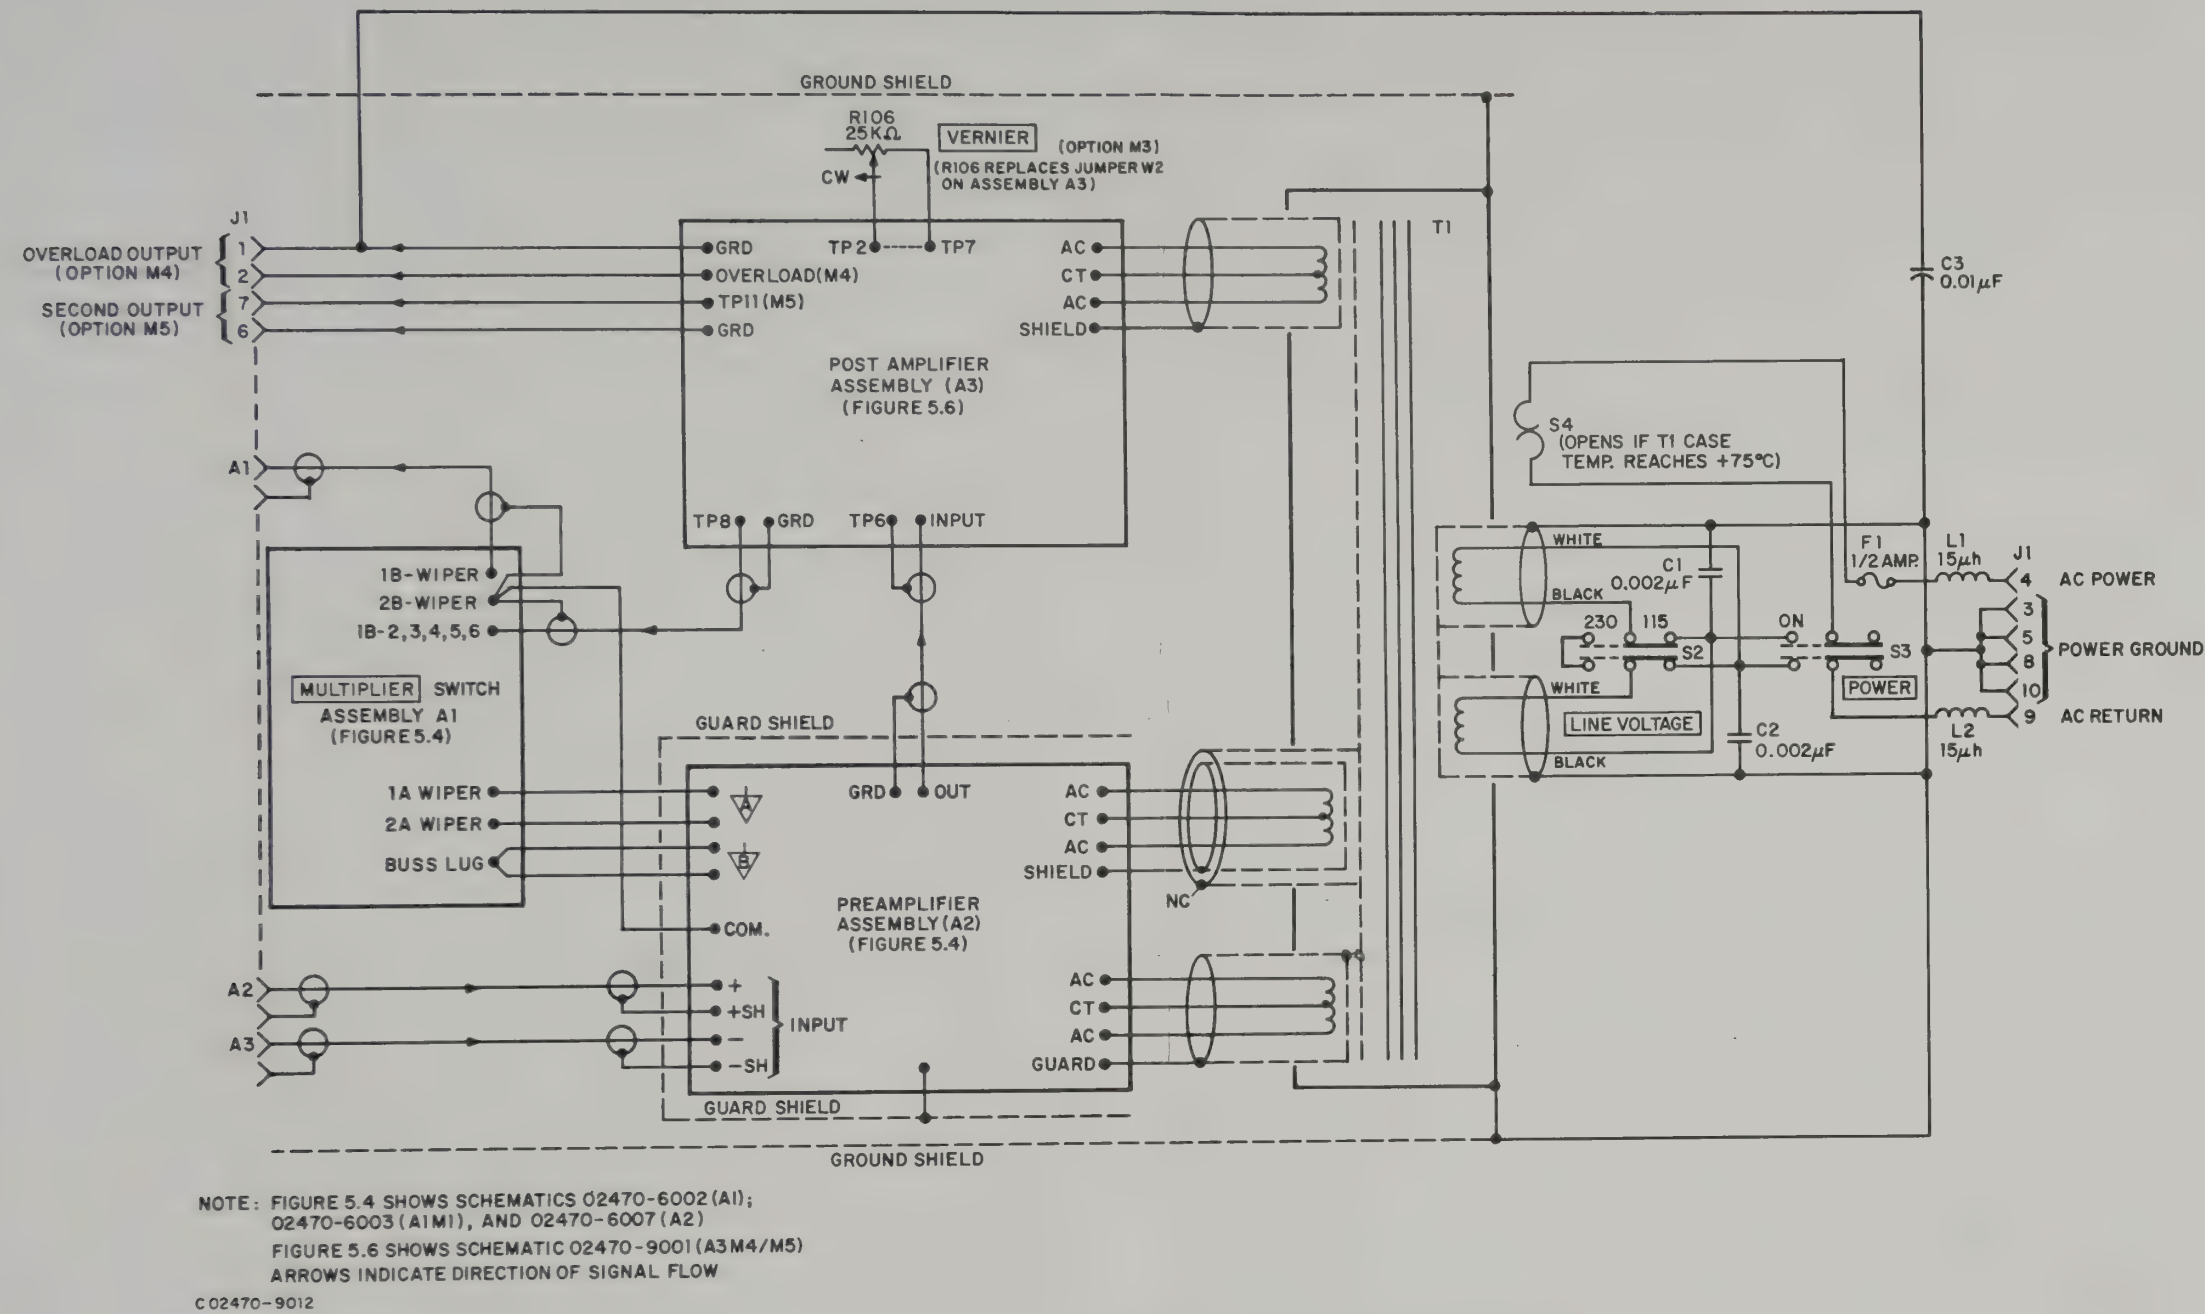 GROUND SHIELD
R106
25KΩ
VERNIER
(OPTION M3)
(R106 REPLACES JUMPER W2
ON ASSEMBLY A3)
CW
J1
OVERLOAD OUTPUT
(OPTION M4)
1
2
SECOND OUTPUT
(OPTION M5)
7
6
GRD
OVERLOAD(M4)
TP11(M5)
GRD
TP2
TP7
AC
CT
AC
SHIELD
POST AMPLIFIER
ASSEMBLY (A3)
(FIGURE 5.6)
TP8
GRD
TP6
INPUT
T1
C3
0.01μF
S4
(OPENS IF T1 CASE
TEMP. REACHES +75°C)
A1
1B-WIPER
2B-WIPER
1B-2,3,4,5,6
MULTIPLIER SWITCH
ASSEMBLY A1
(FIGURE 5.4)
1A WIPER
2A WIPER
BUSS LUG
WHITE
BLACK
C1
0.002μF
230
115
S2
ON
S3
POWER
WHITE
LINE VOLTAGE
BLACK
C2
0.002μF
F1
1/2 AMP.
L1
15μh
J1
4
AC POWER
3
5
8
10
POWER GROUND
9
AC RETURN
L2
15μh
GUARD SHIELD
GRD
OUT
A
B
COM.
PREAMPLIFIER
ASSEMBLY (A2)
(FIGURE 5.4)
AC
CT
AC
SHIELD
NC
AC
CT
AC
GUARD
A2
A3
+
+SH
-
-SH
INPUT
GUARD SHIELD
GROUND SHIELD
NOTE: FIGURE 5.4 SHOWS SCHEMATICS 02470-6002 (A1);
02470-6003 (A1M1), AND 02470-6007 (A2)
FIGURE 5.6 SHOWS SCHEMATIC 02470-9001 (A3M4/M5)
ARROWS INDICATE DIRECTION OF SIGNAL FLOW
C 02470-9012